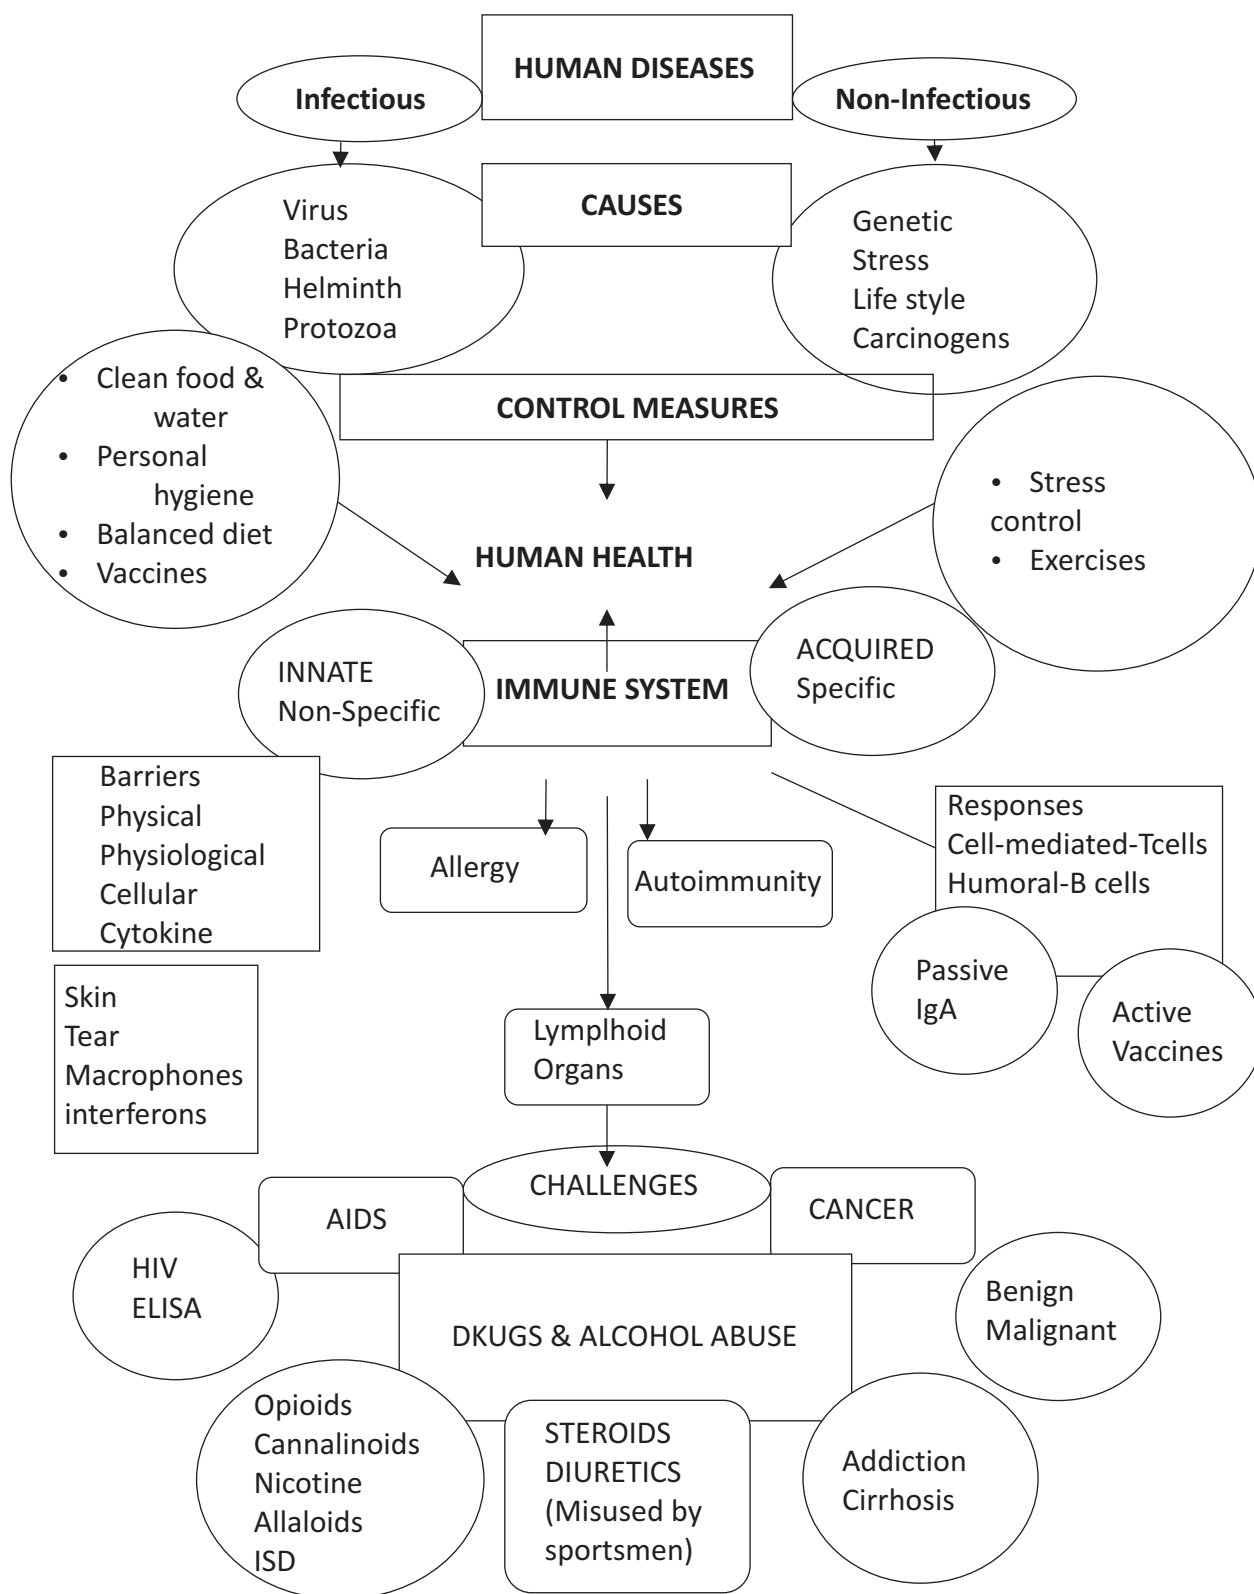 HUMAN DISEASES
Infectious
Non-Infectious
CAUSES
Virus
Bacteria
Helminth
Protozoa
Genetic
Stress
Life style
Carcinogens
• Clean food &
water
• Personal
hygiene
• Balanced diet
• Vaccines
CONTROL MEASURES
• Stress
control
• Exercises
HUMAN HEALTH
INNATE
Non-Specific
IMMUNE SYSTEM
ACQUIRED
Specific
Barriers
Physical
Physiological
Cellular
Cytokine
Allergy
Autoimmunity
Responses
Cell-mediated-Tcells
Humoral-B cells
Passive
IgA
Active
Vaccines
Skin
Tear
Macrophones
interferons
Lymplhoid
Organs
CHALLENGES
AIDS
CANCER
HIV
ELISA
Benign
Malignant
DKUGS & ALCOHOL ABUSE
Opioids
Cannalinoids
Nicotine
Allaloids
ISD
STEROIDS
DIURETICS
(Misused by
sportsmen)
Addiction
Cirrhosis